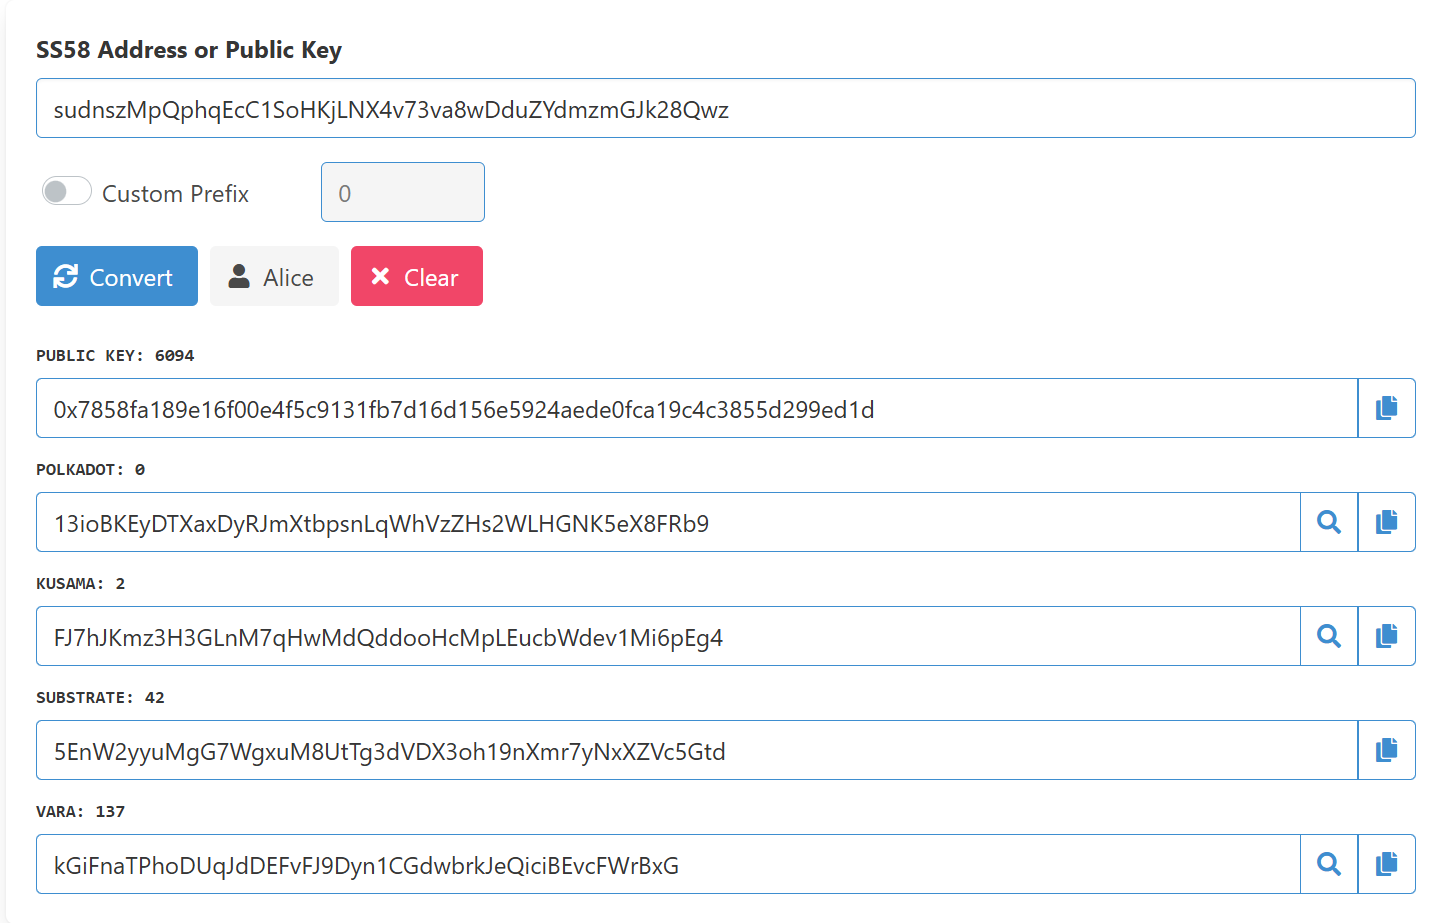 SS58 Address or Public Key
sudnszMpQphqEcC1SoHKjLNX4v73va8wDduZYdmzmGJk28Qwz
Custom Prefix
0
Convert
Alice
Clear
PUBLIC KEY: 6094
0x7858fa189e16f00e4f5c9131fb7d16d156e5924aede0fca19c4c3855d299ed1d
POLKADOT: 0
13ioBKEyDTXaxDyRJmXtbpsnLqWhVzZHs2WLHGNK5eX8FRb9
KUSAMA: 2
FJ7hJKmz3H3GLnM7qHwMdQddooHcMpLEucbWdev1Mi6pEg4
SUBSTRATE: 42
5EnW2yyuMgG7WgxuM8UtTg3dVDX3oh19nXmr7yNxXZVc5Gtd
VARA: 137
kGiFnaTPhoDUqJdDEFvFJ9Dyn1CGdwbrkJeQiciBEvcFWrBxG